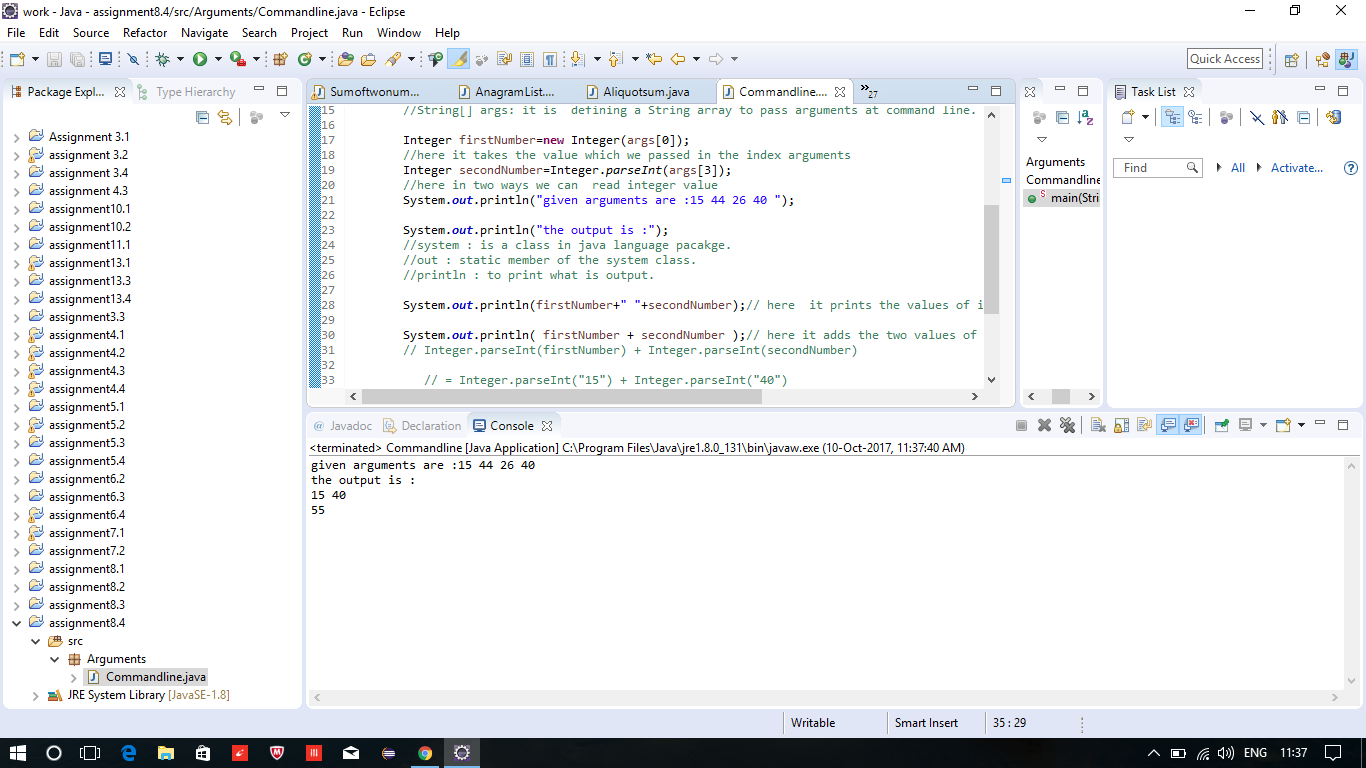 work - Java - assignment8.4/src/Arguments/Commandline.java - Eclipse
File Edit Source Refactor Navigate Search Project Run Window Help
Quick Access
Package Expl... Type Hierarchy
Assignment 3.1
assignment 3.2
assignment 3.4
assignment 4.3
assignment10.1
assignment10.2
assignment11.1
assignment13.1
assignment13.3
assignment13.4
assignment3.3
assignment4.1
assignment4.2
assignment4.3
assignment4.4
assignment5.1
assignment5.2
assignment5.3
assignment5.4
assignment6.2
assignment6.3
assignment6.4
assignment7.1
assignment7.2
assignment8.1
assignment8.2
assignment8.3
assignment8.4
src
Arguments
Commandline.java
JRE System Library [JavaSE-1.8]
Sumoftwonum... AnagramList... Aliquotsum.java Commandline.... »27
15 //String[] args: it is  defining a String array to pass arguments at command line.
16
17 Integer firstNumber=new Integer(args[0]);
18 //here it takes the value which we passed in the index arguments
19 Integer secondNumber=Integer.parseInt(args[3]);
20 //here in two ways we can  read integer value
21 System.out.println("given arguments are :15 44 26 40 ");
22
23 System.out.println("the output is :");
24 //system : is a class in java language pacakge.
25 //out : static member of the system class.
26 //println : to print what is output.
27
28 System.out.println(firstNumber+" "+secondNumber);// here  it prints the values of i
29
30 System.out.println( firstNumber + secondNumber );// here it adds the two values of
31 // Integer.parseInt(firstNumber) + Integer.parseInt(secondNumber)
32
33 // = Integer.parseInt("15") + Integer.parseInt("40")
Arguments
Commandline
S main(Stri
Task List
Find All Activate...
@ Javadoc Declaration Console
<terminated> Commandline [Java Application] C:\Program Files\Java\jre1.8.0_131\bin\javaw.exe (10-Oct-2017, 11:37:40 AM)
given arguments are :15 44 26 40
the output is :
15 40
55
Writable Smart Insert 35 : 29
ENG 11:37